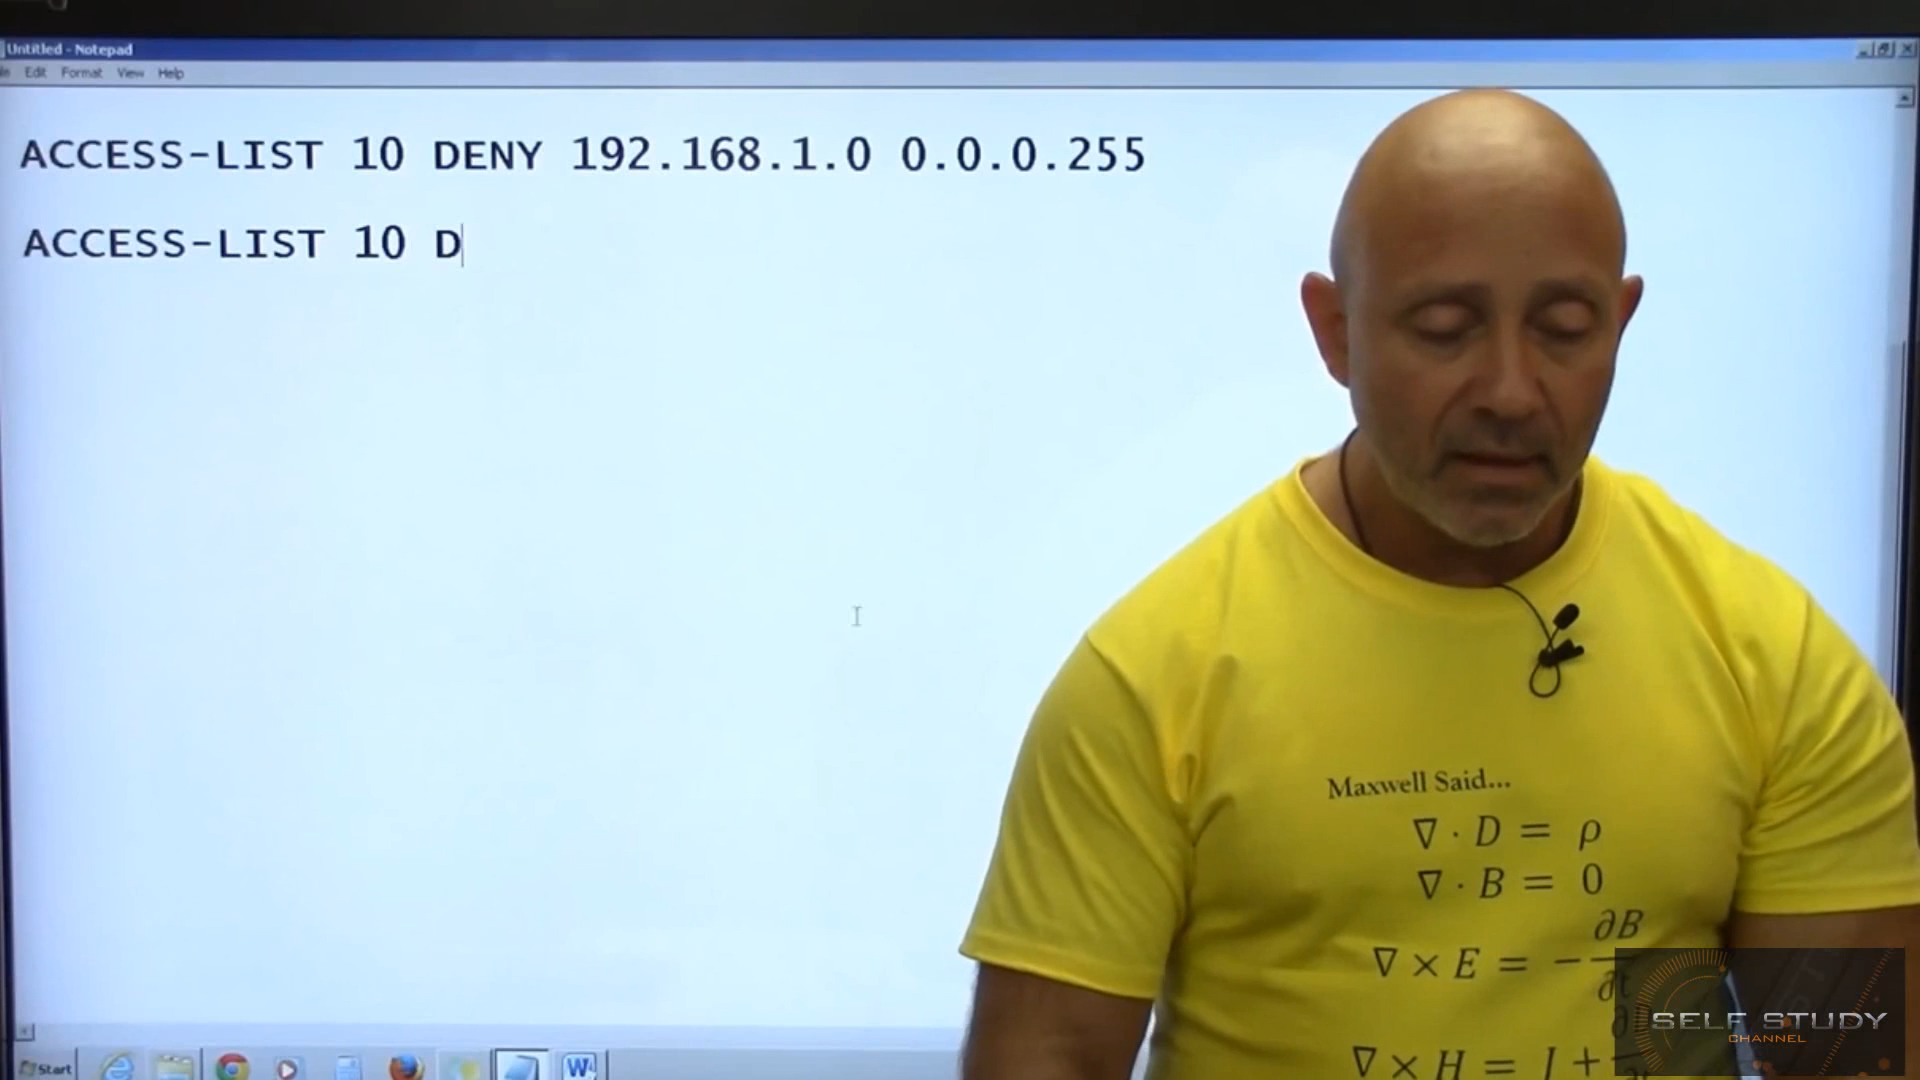 Untitled - Notepad
Edit Format View Help
ACCESS-LIST 10 DENY 192.168.1.0 0.0.0.255
ACCESS-LIST 10 D
Maxwell Said...
∇ · D = ρ
∇ · B = 0
∇ × E = - ∂B
∂t
∇ × H = J +
Start
SELF STUDY
CHANNEL